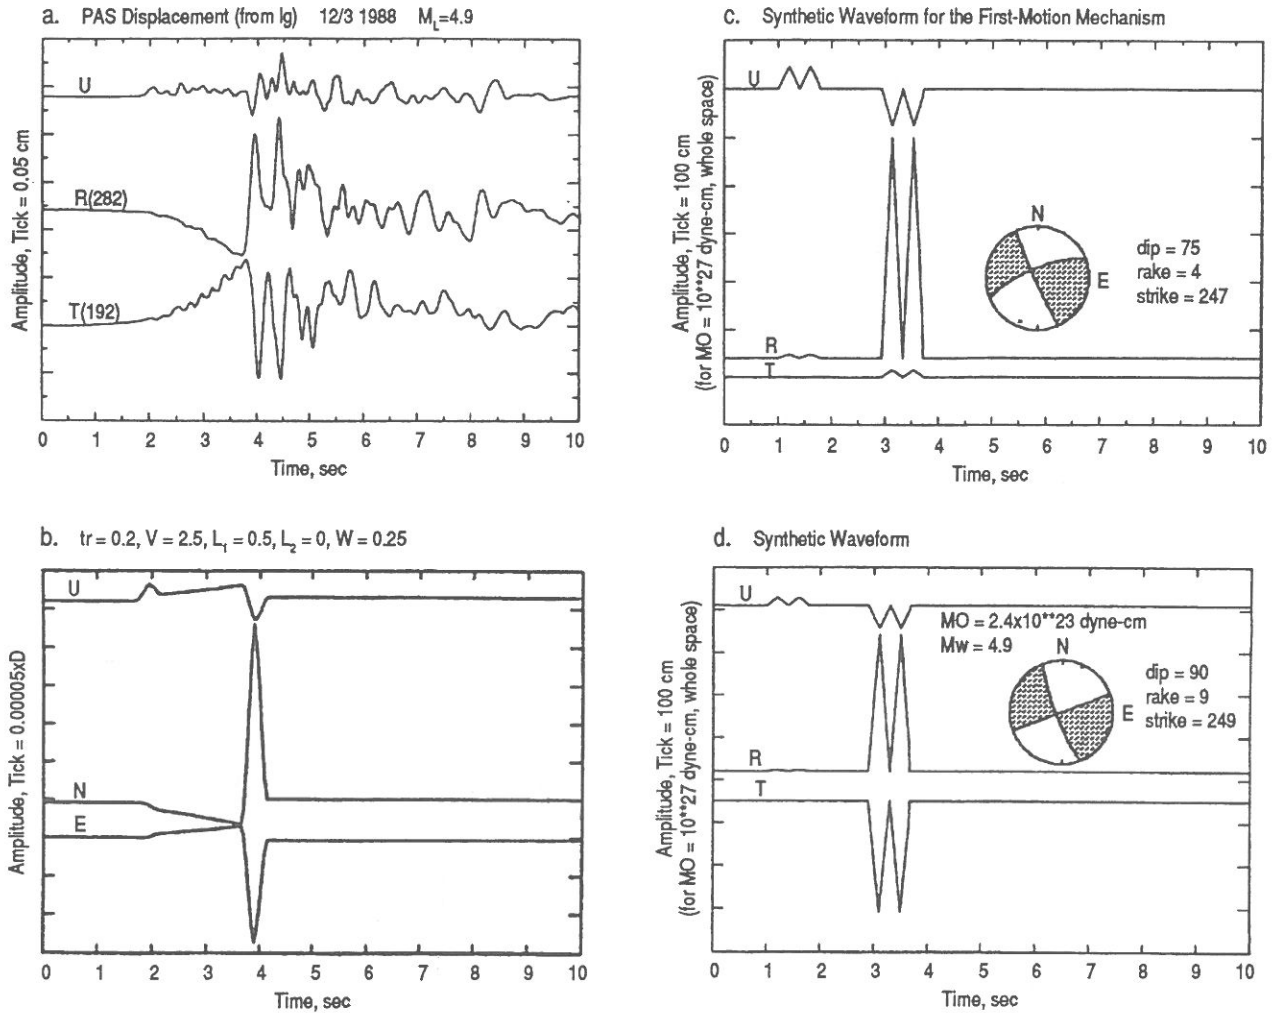 a. PAS Displacement (from Ig) 12/3 1988 M_L=4.9
U
R(282)
T(192)
Amplitude, Tick = 0.05 cm
0 1 2 3 4 5 6 7 8 9 10
Time, sec
c. Synthetic Waveform for the First-Motion Mechanism
U
R
T
N
E
dip = 75
rake = 4
strike = 247
Amplitude, Tick = 100 cm
(for MO = 10**27 dyne-cm, whole space)
0 1 2 3 4 5 6 7 8 9 10
Time, sec
b. tr = 0.2, V = 2.5, L₁ = 0.5, L₂ = 0, W = 0.25
U
N
E
Amplitude, Tick = 0.00005xD
0 1 2 3 4 5 6 7 8 9 10
Time, sec
d. Synthetic Waveform
U
MO = 2.4x10**23 dyne-cm
Mw = 4.9
N
E
dip = 90
rake = 9
strike = 249
R
T
Amplitude, Tick = 100 cm
(for MO = 10**27 dyne-cm, whole space)
0 1 2 3 4 5 6 7 8 9 10
Time, sec